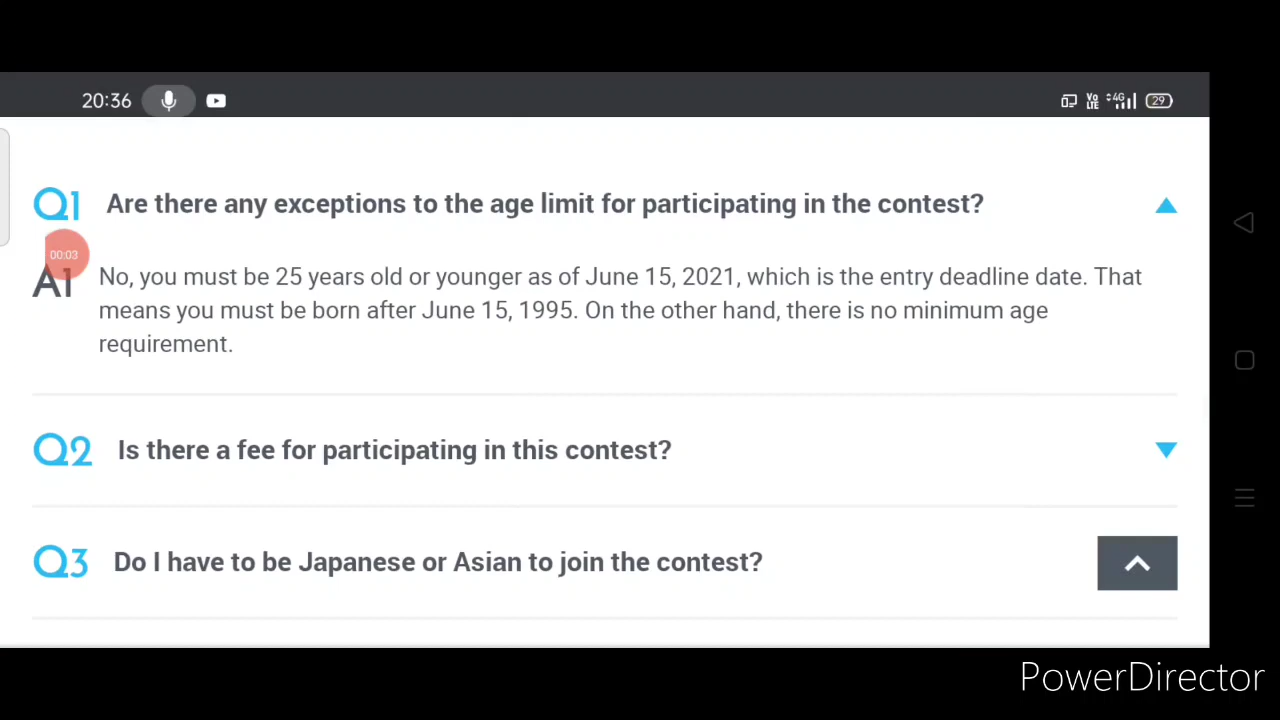 20:36
Vo
LTE
4G
29
Q1 Are there any exceptions to the age limit for participating in the contest?
00:03
A1 No, you must be 25 years old or younger as of June 15, 2021, which is the entry deadline date. That
means you must be born after June 15, 1995. On the other hand, there is no minimum age
requirement.
Q2 Is there a fee for participating in this contest?
Q3 Do I have to be Japanese or Asian to join the contest?
PowerDirector